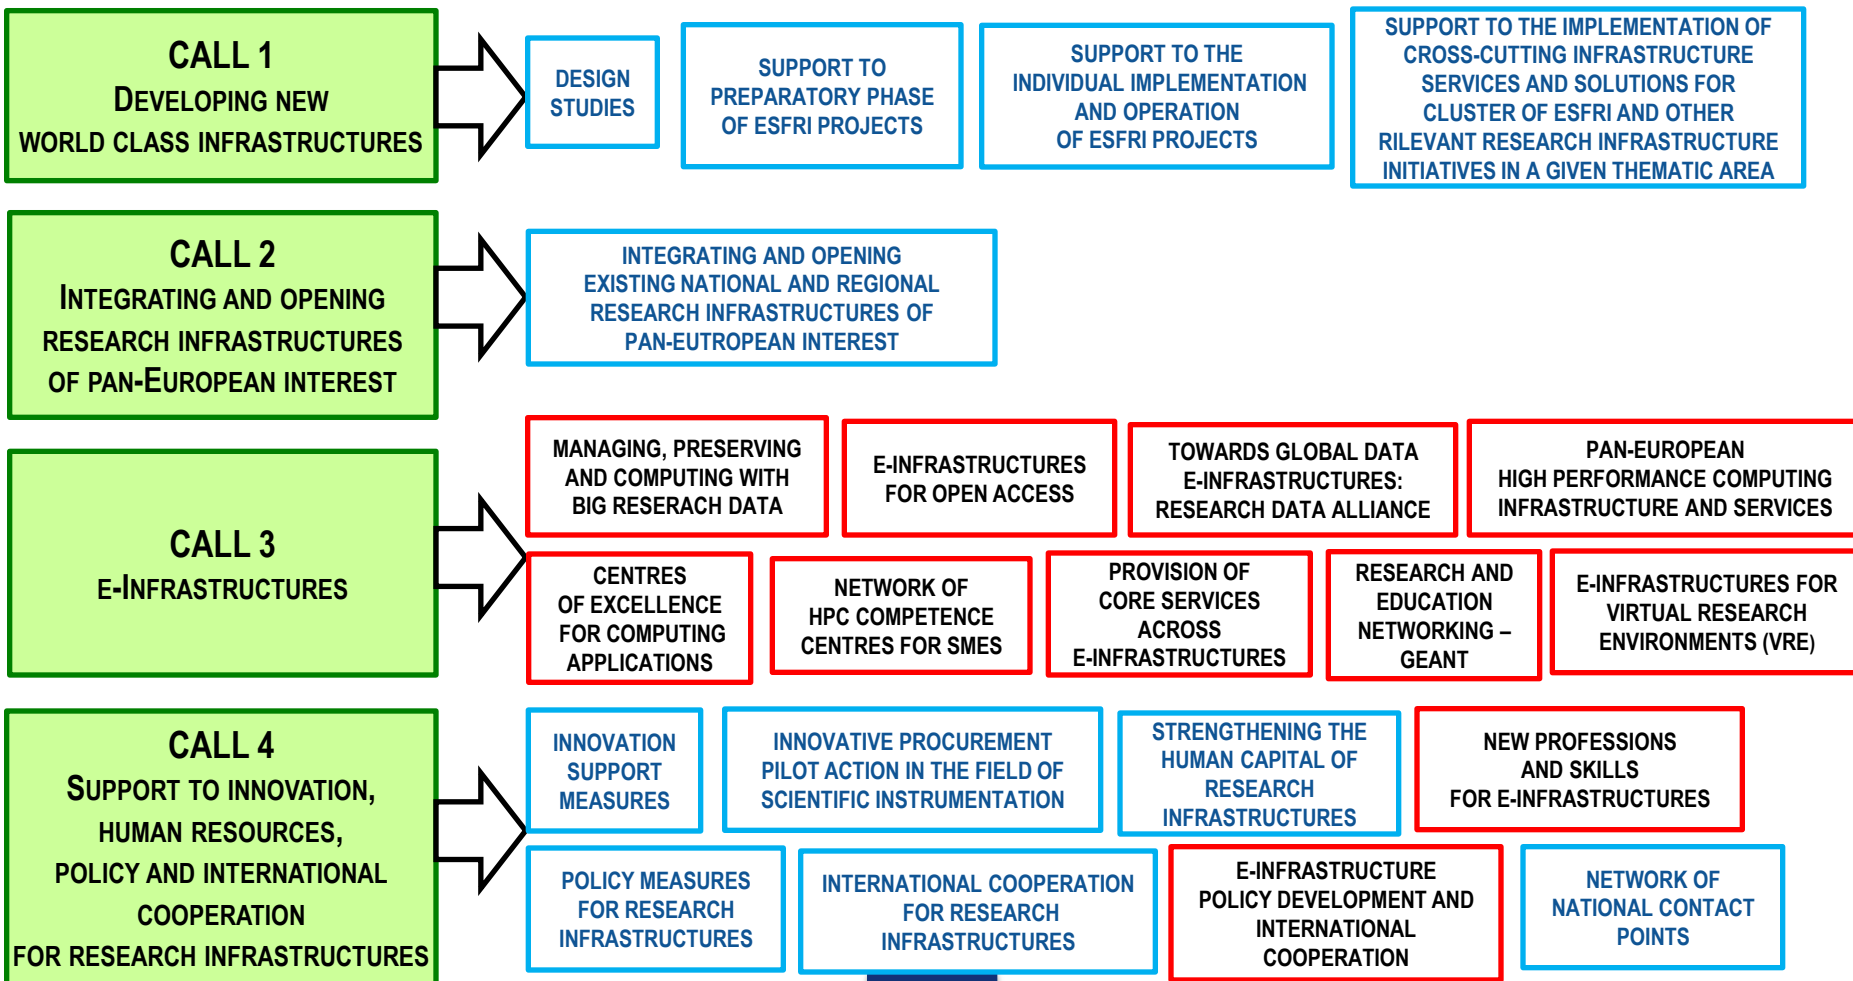 CALL 1
DEVELOPING NEW
WORLD CLASS INFRASTRUCTURES
DESIGN
STUDIES
SUPPORT TO
PREPARATORY PHASE
OF ESFRI PROJECTS
SUPPORT TO THE
INDIVIDUAL IMPLEMENTATION
AND OPERATION
OF ESFRI PROJECTS
SUPPORT TO THE IMPLEMENTATION OF
CROSS-CUTTING INFRASTRUCTURE
SERVICES AND SOLUTIONS FOR
CLUSTER OF ESFRI AND OTHER
RILEVANT RESEARCH INFRASTRUCTURE
INITIATIVES IN A GIVEN THEMATIC AREA
CALL 2
INTEGRATING AND OPENING
RESEARCH INFRASTRUCTURES
OF PAN-EUROPEAN INTEREST
INTEGRATING AND OPENING
EXISTING NATIONAL AND REGIONAL
RESEARCH INFRASTRUCTURES OF
PAN-EUTROPEAN INTEREST
CALL 3
E-INFRASTRUCTURES
MANAGING, PRESERVING
AND COMPUTING WITH
BIG RESERACH DATA
E-INFRASTRUCTURES
FOR OPEN ACCESS
TOWARDS GLOBAL DATA
E-INFRASTRUCTURES:
RESEARCH DATA ALLIANCE
PAN-EUROPEAN
HIGH PERFORMANCE COMPUTING
INFRASTRUCTURE AND SERVICES
CENTRES
OF EXCELLENCE
FOR COMPUTING
APPLICATIONS
NETWORK OF
HPC COMPETENCE
CENTRES FOR SMES
PROVISION OF
CORE SERVICES
ACROSS
E-INFRASTRUCTURES
RESEARCH AND
EDUCATION
NETWORKING –
GEANT
E-INFRASTRUCTURES FOR
VIRTUAL RESEARCH
ENVIRONMENTS (VRE)
CALL 4
SUPPORT TO INNOVATION,
HUMAN RESOURCES,
POLICY AND INTERNATIONAL
COOPERATION
FOR RESEARCH INFRASTRUCTURES
INNOVATION
SUPPORT
MEASURES
INNOVATIVE PROCUREMENT
PILOT ACTION IN THE FIELD OF
SCIENTIFIC INSTRUMENTATION
STRENGTHENING THE
HUMAN CAPITAL OF
RESEARCH
INFRASTRUCTURES
NEW PROFESSIONS
AND SKILLS
FOR E-INFRASTRUCTURES
POLICY MEASURES
FOR RESEARCH
INFRASTRUCTURES
INTERNATIONAL COOPERATION
FOR RESEARCH
INFRASTRUCTURES
E-INFRASTRUCTURE
POLICY DEVELOPMENT AND
INTERNATIONAL
COOPERATION
NETWORK OF
NATIONAL CONTACT
POINTS